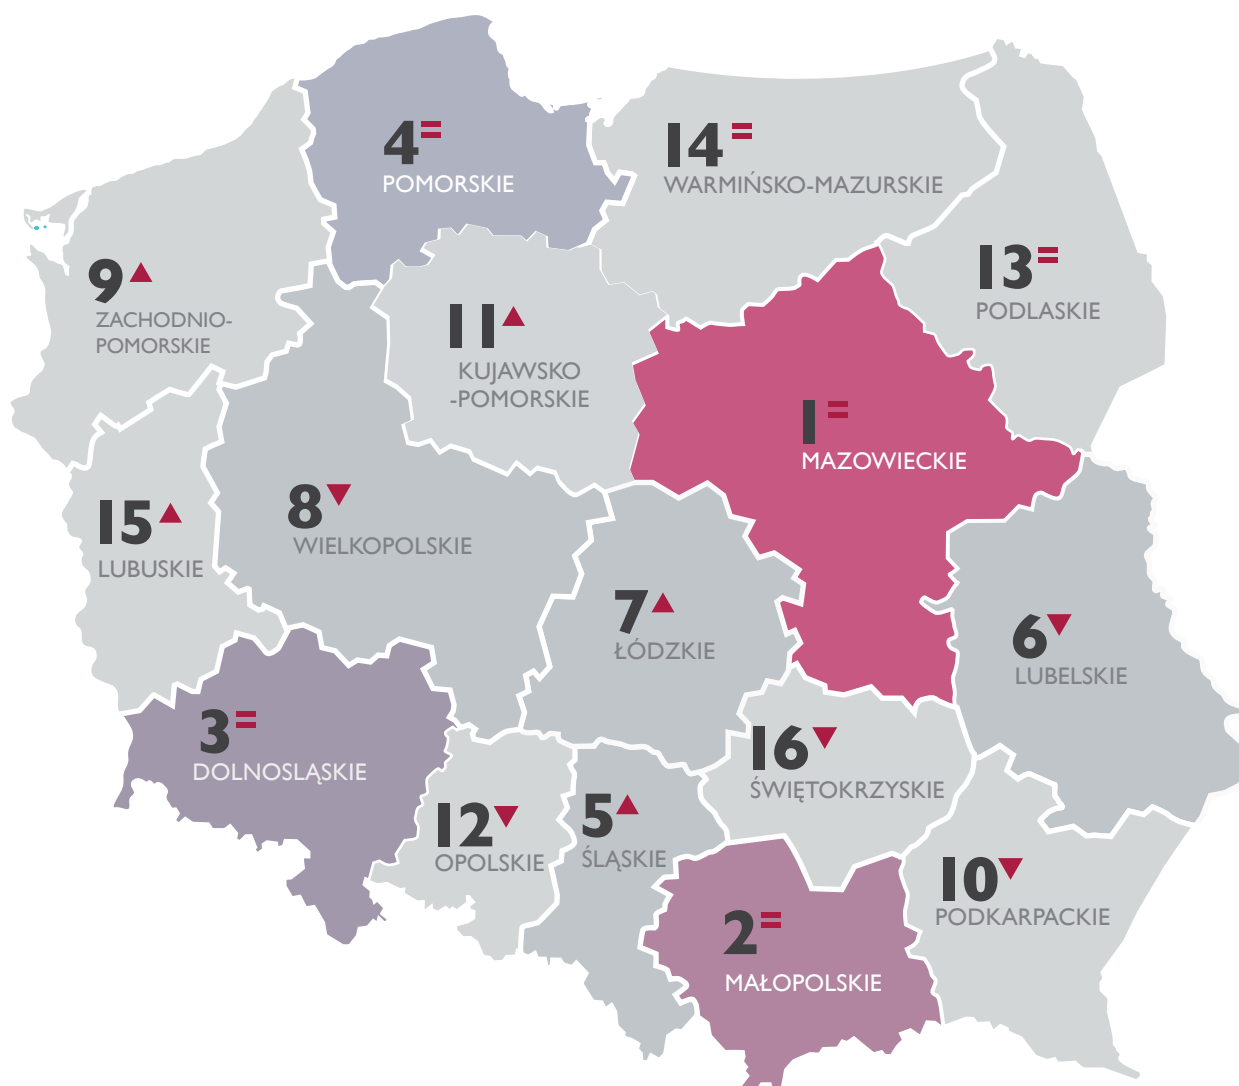 4=
POMORSKIE
14=
WARMIŃSKO-MAZURSKIE
9▲
ZACHODNIO-
POMORSKIE
13=
PODLASKIE
11▲
KUJAWSKO
-POMORSKIE
1=
MAZOWIECKIE
15▲
LUBUSKIE
8▼
WIELKOPOLSKIE
7▲
ŁÓDZKIE
6▼
LUBELSKIE
3=
DOLNOSLĄSKIE
16▼
ŚWIĘTOKRZYSKIE
12▼
OPOLSKIE
5▲
ŚLĄSKIE
10▼
PODKARPACKIE
2=
MAŁOPOLSKIE